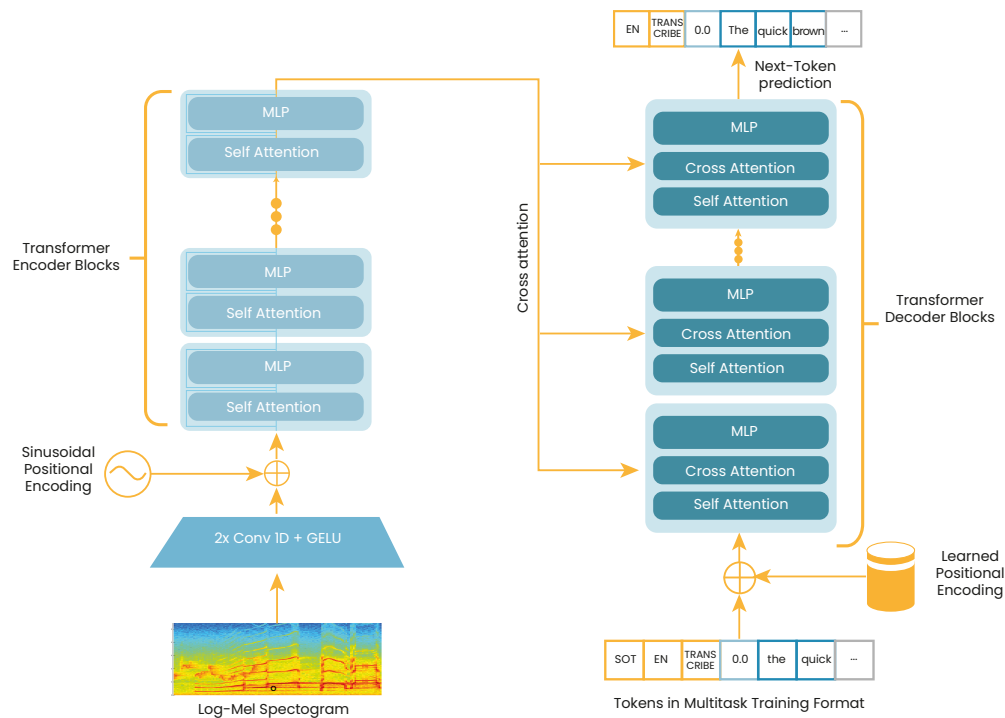 EN
TRANS
CRIBE
0.0
The
quick
brown
...
Next-Token
prediction
MLP
Self Attention
MLP
Self Attention
MLP
Self Attention
Transformer
Encoder Blocks
Sinusoidal
Positional
Encoding
2x Conv 1D + GELU
Log-Mel Spectogram
Cross attention
MLP
Cross Attention
Self Attention
MLP
Cross Attention
Self Attention
MLP
Cross Attention
Self Attention
Transformer
Decoder Blocks
Learned
Positional
Encoding
SOT
EN
TRANS
CRIBE
0.0
the
quick
...
Tokens in Multitask Training Format